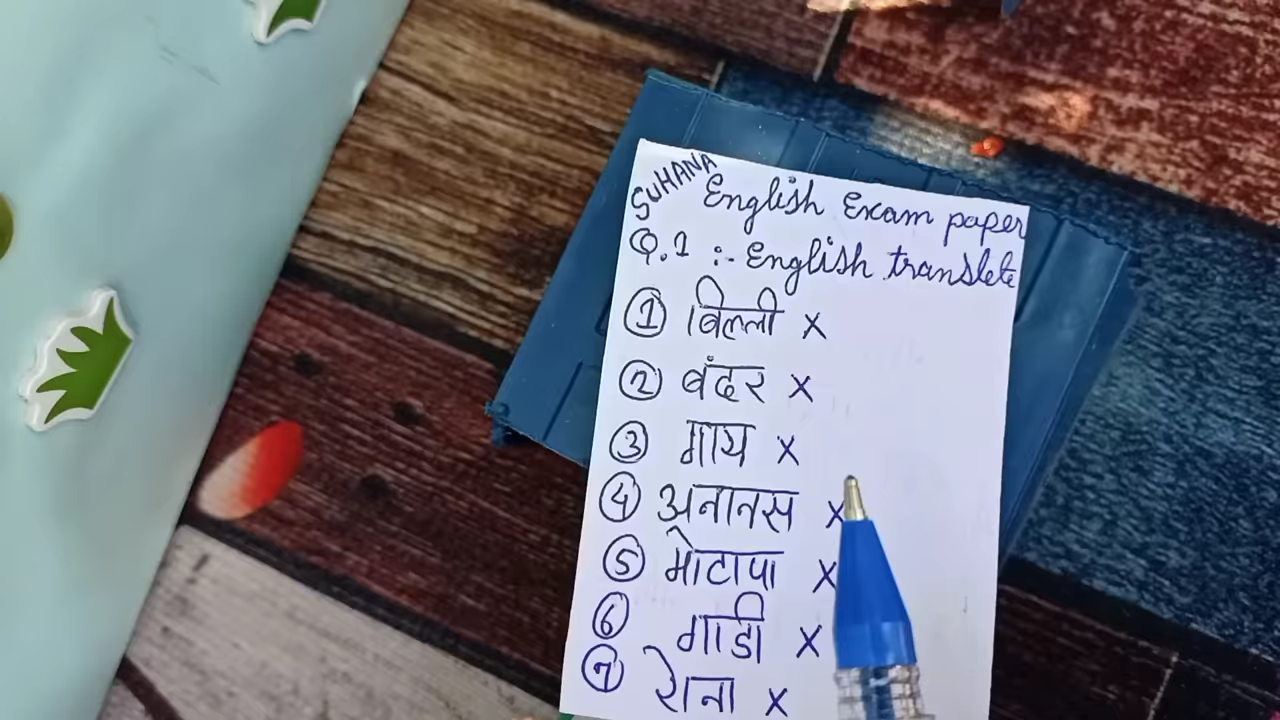 SUHANA
English Exam paper
Q.1 :- English translete
1 बिल्ली ×
2 बंदर ×
3 गाय ×
4 अनानस ×
5 मोटापा ×
6 गाडी ×
7 रोना ×